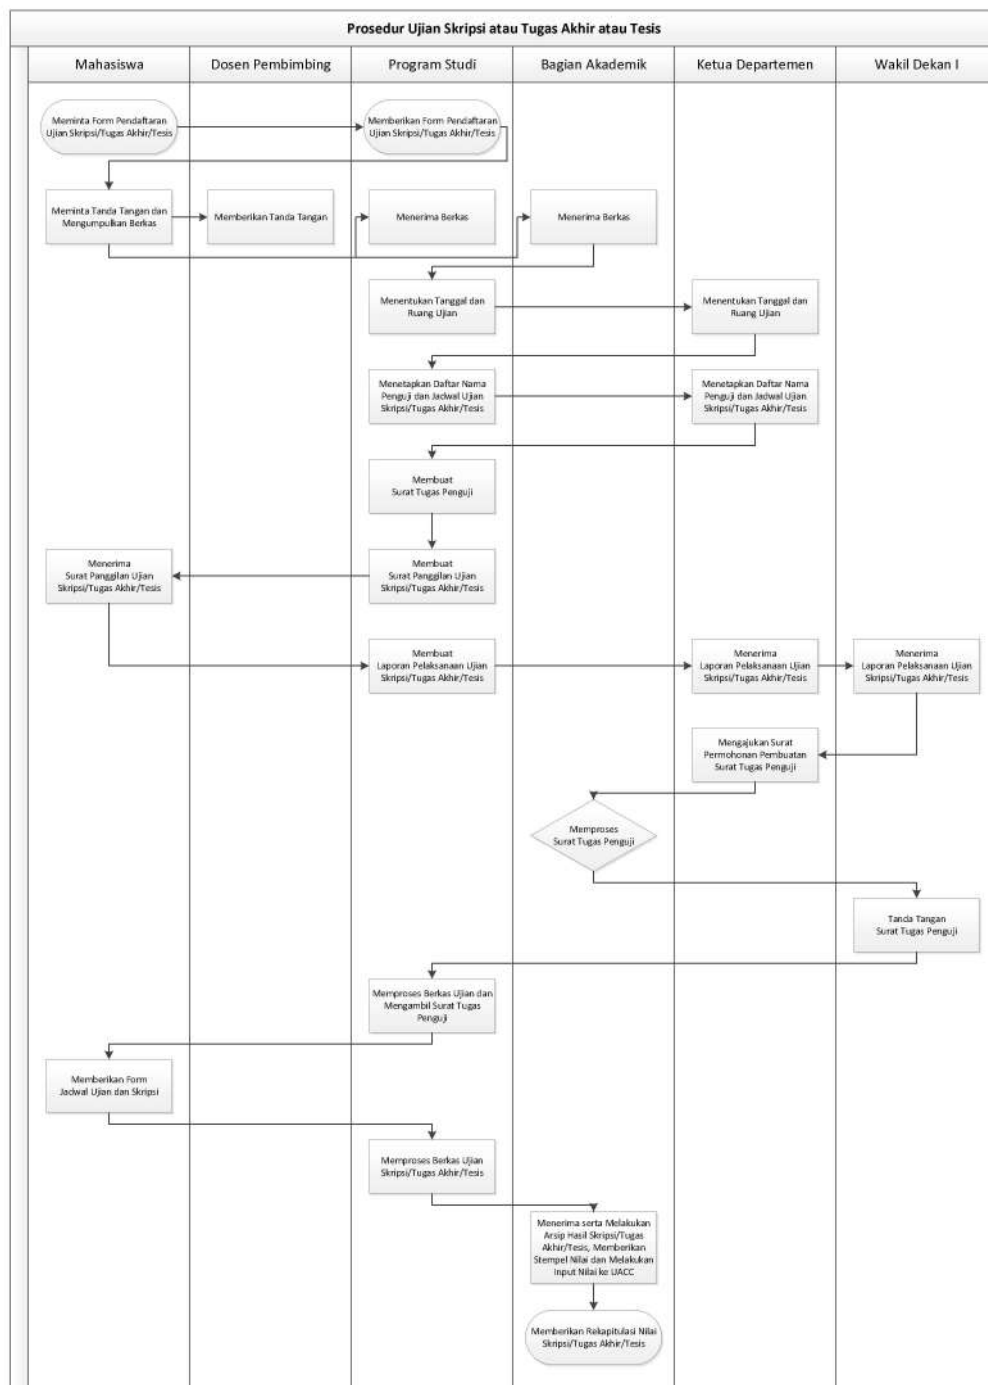 Prosedur Ujian Skripsi atau Tugas Akhir atau Tesis
Mahasiswa
Dosen Pembimbing
Program Studi
Bagian Akademik
Ketua Departemen
Wakil Dekan I
Meminta Form Pendaftaran
Ujian Skripsi/Tugas Akhir/Tesis
Memberikan Form Pendaftaran
Ujian Skripsi/Tugas Akhir/Tesis
Meminta Tanda Tangan dan
Mengumpulkan Berkas
Memberikan Tanda Tangan
Menerima Berkas
Menerima Berkas
Menentukan Tanggal dan
Ruang Ujian
Menentukan Tanggal dan
Ruang Ujian
Menetapkan Daftar Nama
Penguji dan Jadwal Ujian
Skripsi/Tugas Akhir/Tesis
Menetapkan Daftar Nama
Penguji dan Jadwal Ujian
Skripsi/Tugas Akhir/Tesis
Membuat
Surat Tugas Penguji
Menerima
Surat Panggilan Ujian
Skripsi/Tugas Akhir/Tesis
Membuat
Surat Panggilan Ujian
Skripsi/Tugas Akhir/Tesis
Membuat
Laporan Pelaksanaan Ujian
Skripsi/Tugas Akhir/Tesis
Menerima
Laporan Pelaksanaan Ujian
Skripsi/Tugas Akhir/Tesis
Menerima
Laporan Pelaksanaan Ujian
Skripsi/Tugas Akhir/Tesis
Mengajukan Surat
Permohonan Pembuatan
Surat Tugas Penguji
Memproses
Surat Tugas Penguji
Tanda Tangan
Surat Tugas Penguji
Memproses Berkas Ujian dan
Mengambil Surat Tugas
Penguji
Memberikan Form
Jadwal Ujian dan Skripsi
Memproses Berkas Ujian
Skripsi/Tugas Akhir/Tesis
Menerima serta Melakukan
Arsip Hasil Skripsi/Tugas
Akhir/Tesis, Memberikan
Stempel Nilai dan Melakukan
Input Nilai ke UACC
Memberikan Rekapitulasi Nilai
Skripsi/Tugas Akhir/Tesis